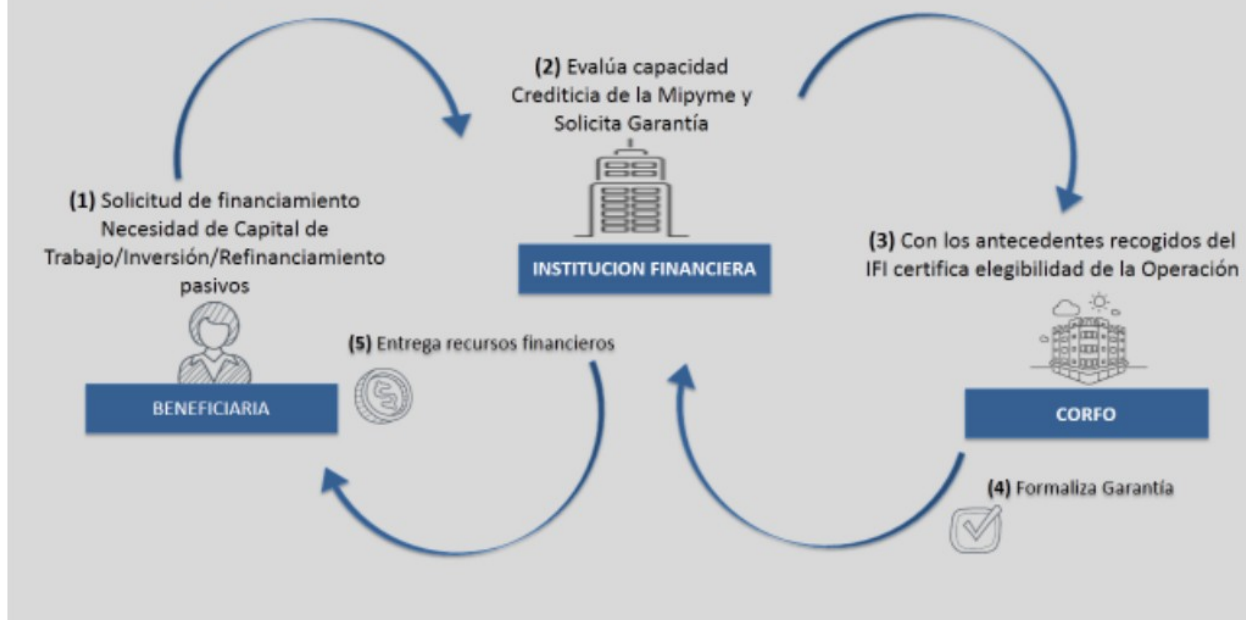 (1) Solicitud de financiamiento
Necesidad de Capital de
Trabajo/Inversión/Refinanciamiento
pasivos
BENEFICIARIA
(2) Evalúa capacidad
Crediticia de la Mipyme y
Solicita Garantía
INSTITUCION FINANCIERA
(3) Con los antecedentes recogidos del
IFI certifica elegibilidad de la Operación
CORFO
(4) Formaliza Garantía
(5) Entrega recursos financieros